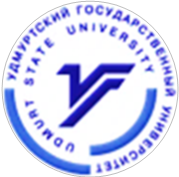 УДМУРТСКИЙ ГОСУДАРСТВЕННЫЙ УНИВЕРСИТЕТ
UDMURT STATE UNIVERSITY